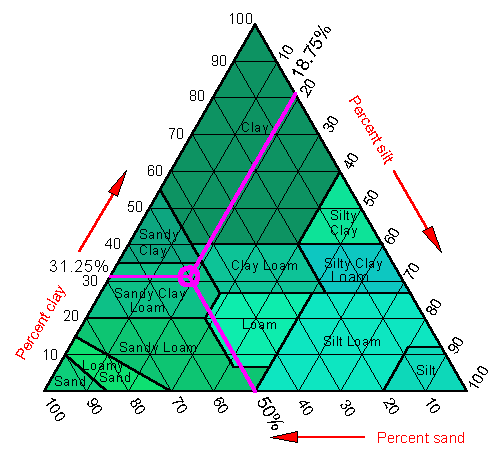 100
10
18.75%
90
20
80
Percent silt
Clay
30
70
60
40
50
50
Silty
Clay
Sandy
Clay
40
60
Clay Loam
Silty Clay
Loam
31.25%
30
70
Percent clay
Sandy Clay
Loam
20
80
Loam
Sandy Loam
Silt Loam
10
90
Loamy
Sand
Sand
Silt
100
100
90
80
70
60
50%
40
30
20
10
Percent sand